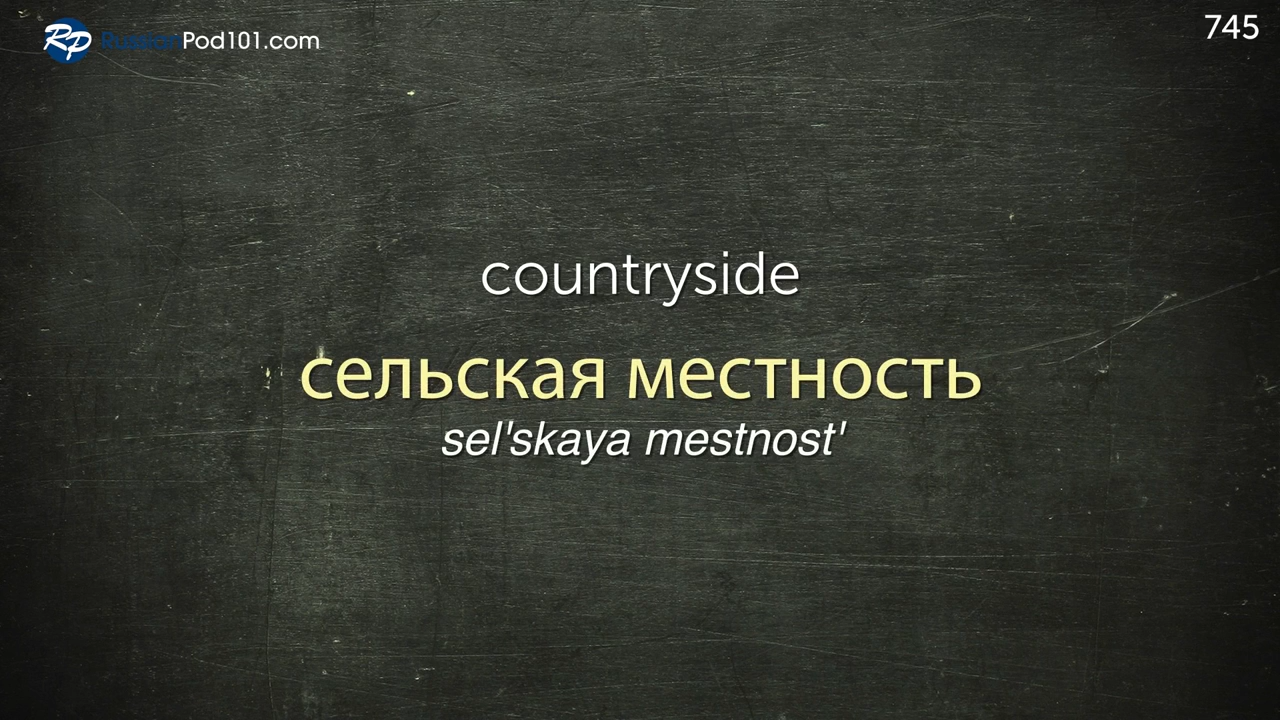 RussianPod101.com
745
countryside
сельская местность
sel'skaya mestnost'